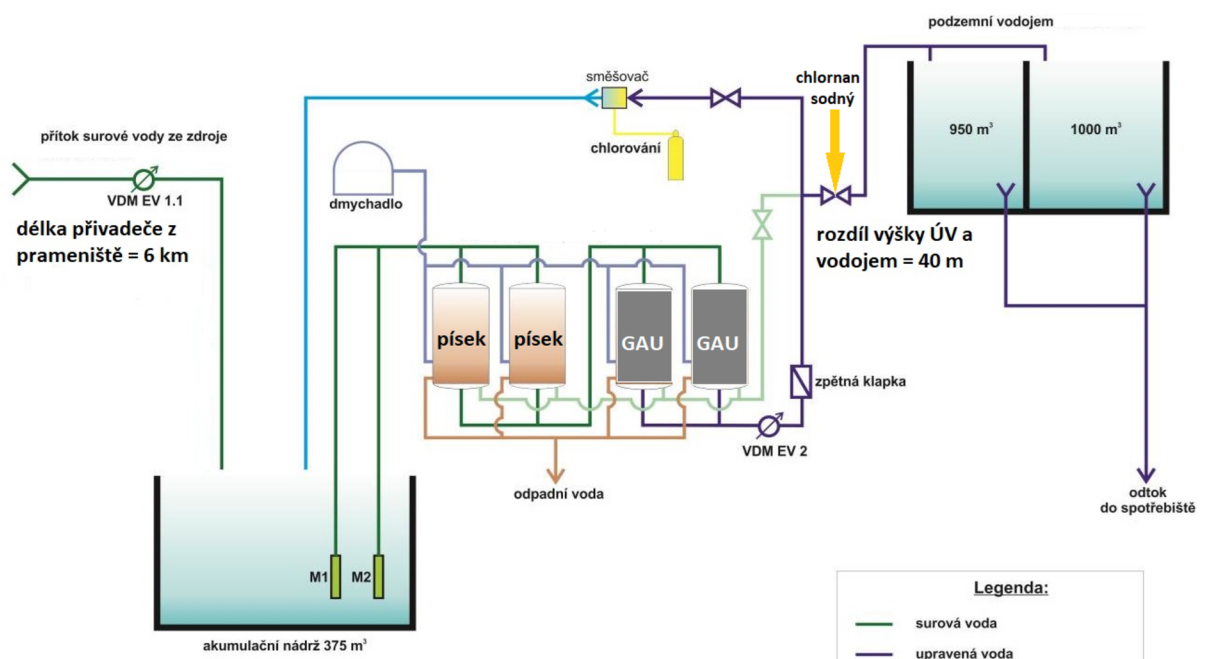 podzemní vodojem
směšovač
chlornan
sodný
950 m³
1000 m³
přítok surové vody ze zdroje
chlorování
VDM EV 1.1
dmychadlo
délka přivaděče z
prameniště = 6 km
rozdíl výšky ÚV a
vodojem = 40 m
písek
písek
GAU
GAU
zpětná klapka
VDM EV 2
odpadní voda
odtok
do spotřebiště
M1
M2
akumulační nádrž 375 m³
Legenda:
surová voda
upravená voda